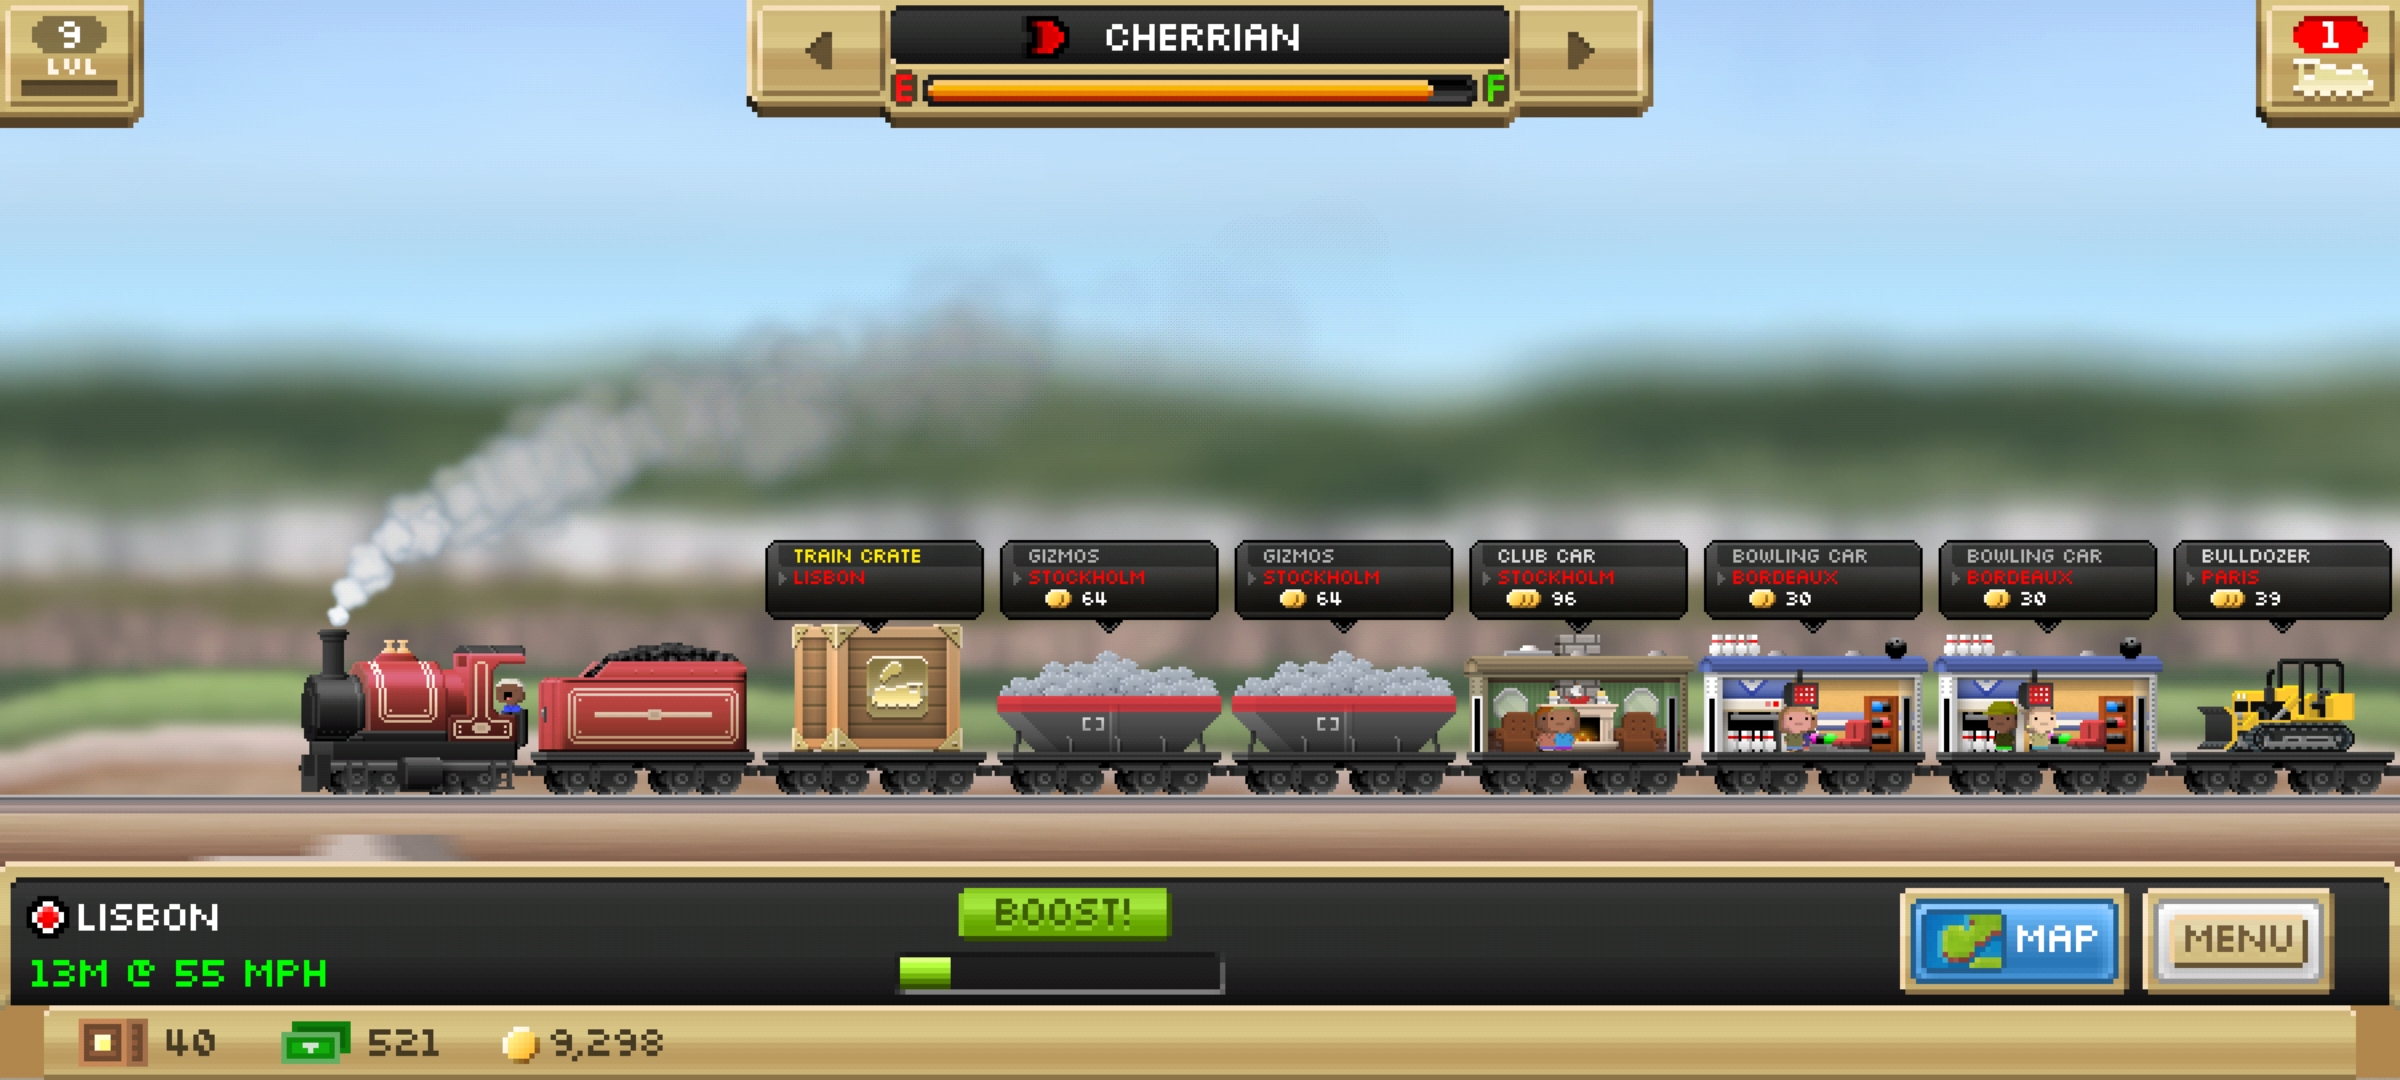 9
LVL
CHERRIAN
E
F
1
TRAIN CRATE
LISBON
GIZMOS
STOCKHOLM
64
GIZMOS
STOCKHOLM
64
CLUB CAR
STOCKHOLM
96
BOWLING CAR
BORDEAUX
30
BOWLING CAR
BORDEAUX
30
BULLDOZER
PARIS
39
LISBON
13M @ 55 MPH
BOOST!
MAP
MENU
40
521
9,298